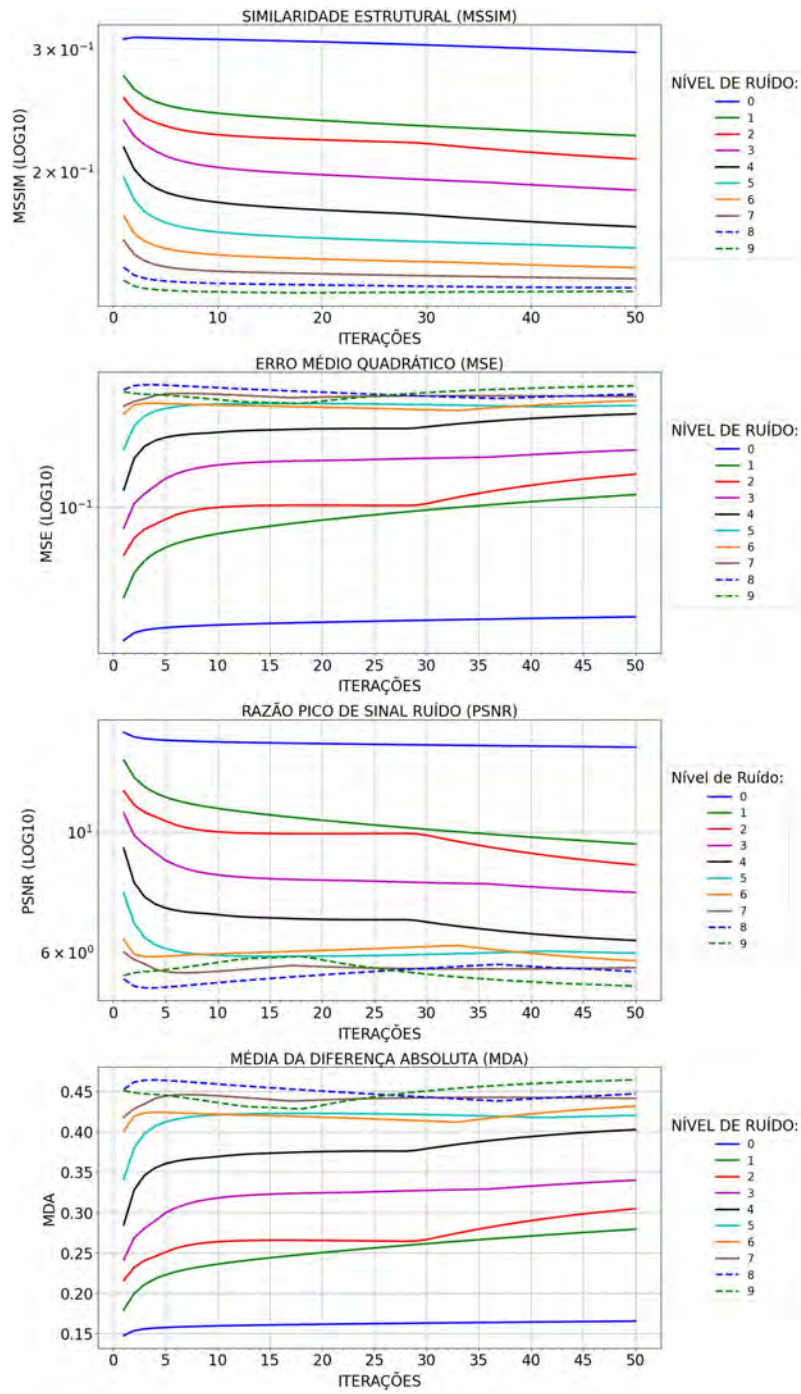 SIMILARIDADE ESTRUTURAL (MSSIM)
3 × 10⁻¹
2 × 10⁻¹
MSSIM (LOG10)
0 5 10 15 20 25 30 35 40 45 50
ITERAÇÕES
NÍVEL DE RUÍDO:
0
1
2
3
4
5
6
7
8
9
ERRO MÉDIO QUADRÁTICO (MSE)
10⁻¹
MSE (LOG10)
0 5 10 15 20 25 30 35 40 45 50
ITERAÇÕES
NÍVEL DE RUÍDO:
0
1
2
3
4
5
6
7
8
9
RAZÃO PICO DE SINAL RUÍDO (PSNR)
10¹
6 × 10⁰
PSNR (LOG10)
0 5 10 15 20 25 30 35 40 45 50
ITERAÇÕES
Nível de Ruído:
0
1
2
3
4
5
6
7
8
9
MÉDIA DA DIFERENÇA ABSOLUTA (MDA)
0.45
0.40
0.35
0.30
0.25
0.20
0.15
MDA
0 5 10 15 20 25 30 35 40 45 50
ITERAÇÕES
NÍVEL DE RUÍDO:
0
1
2
3
4
5
6
7
8
9